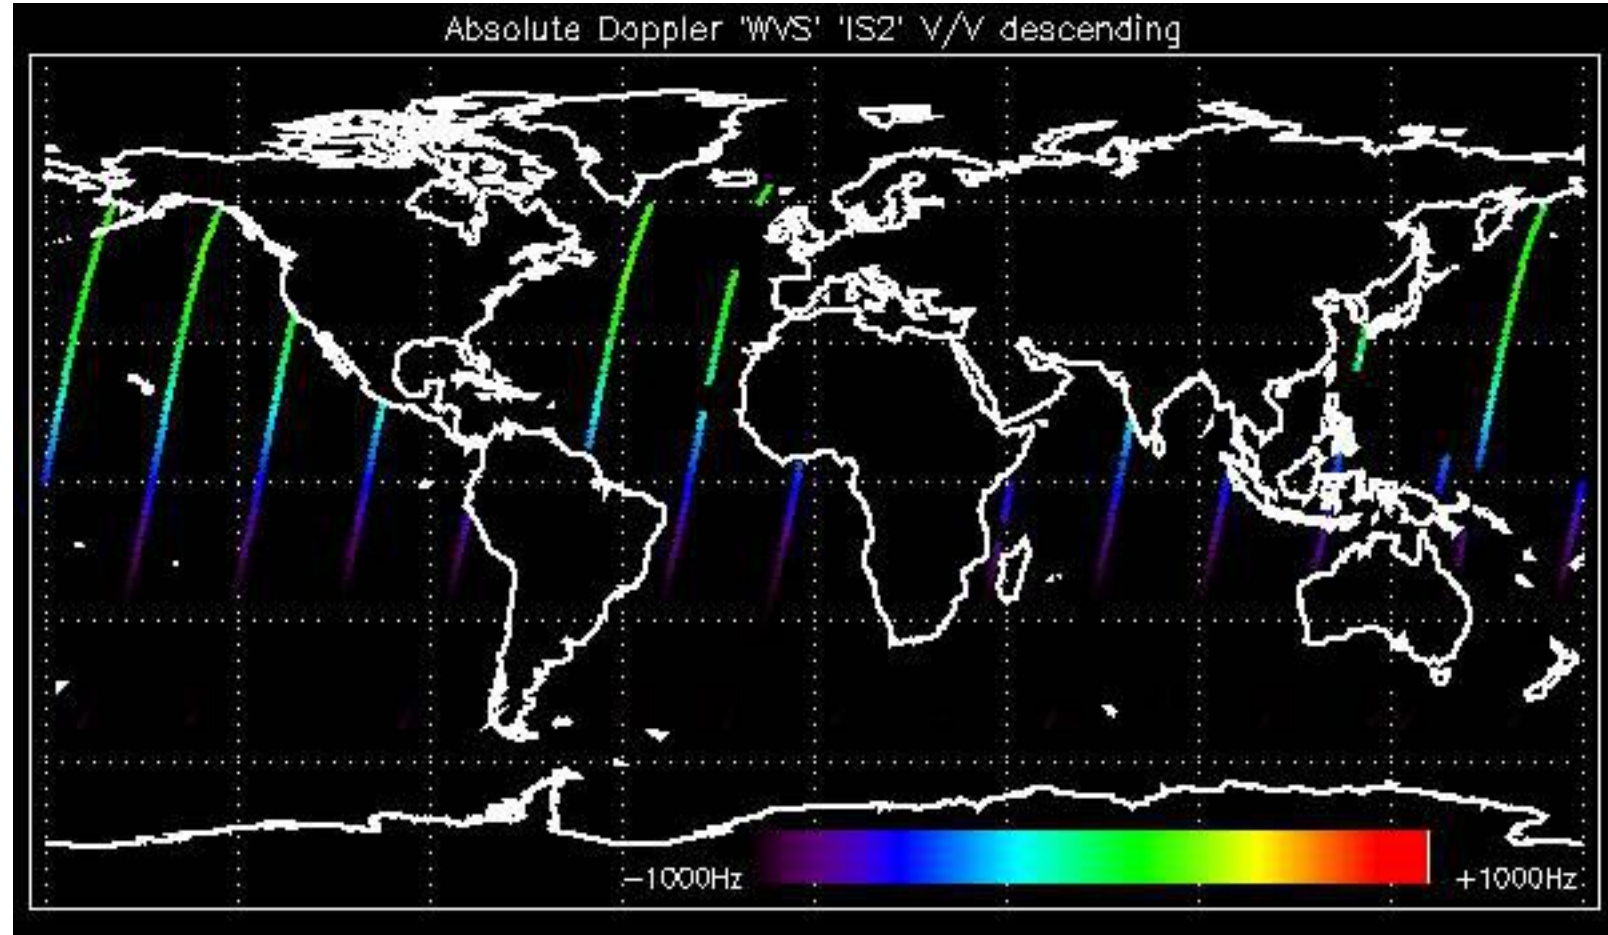 Absolute Doppler 'WVS' 'IS2' V/V descending
-1000Hz
+1000Hz